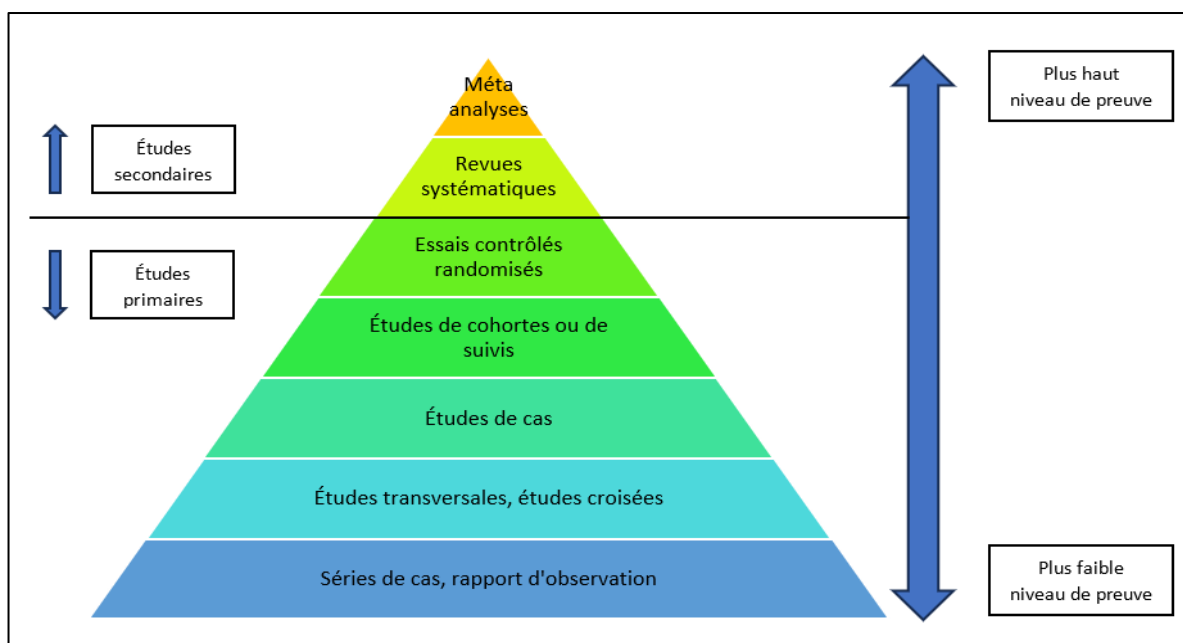 Méta
analyses
Plus haut
niveau de preuve
Études
secondaires
Revues
systématiques
Essais contrôlés
randomisés
Études
primaires
Études de cohortes ou de
suivis
Études de cas
Études transversales, études croisées
Séries de cas, rapport d'observation
Plus faible
niveau de preuve